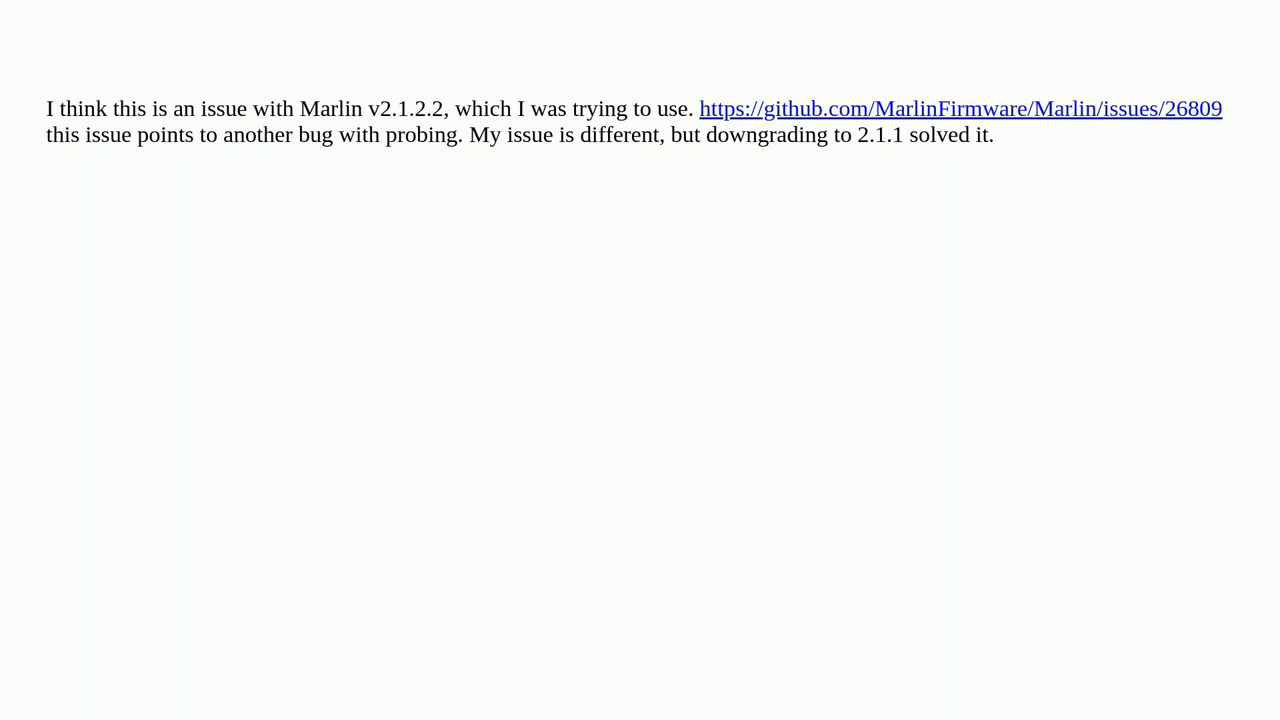 I think this is an issue with Marlin v2.1.2.2, which I was trying to use. https://github.com/MarlinFirmware/Marlin/issues/26809
this issue points to another bug with probing. My issue is different, but downgrading to 2.1.1 solved it.